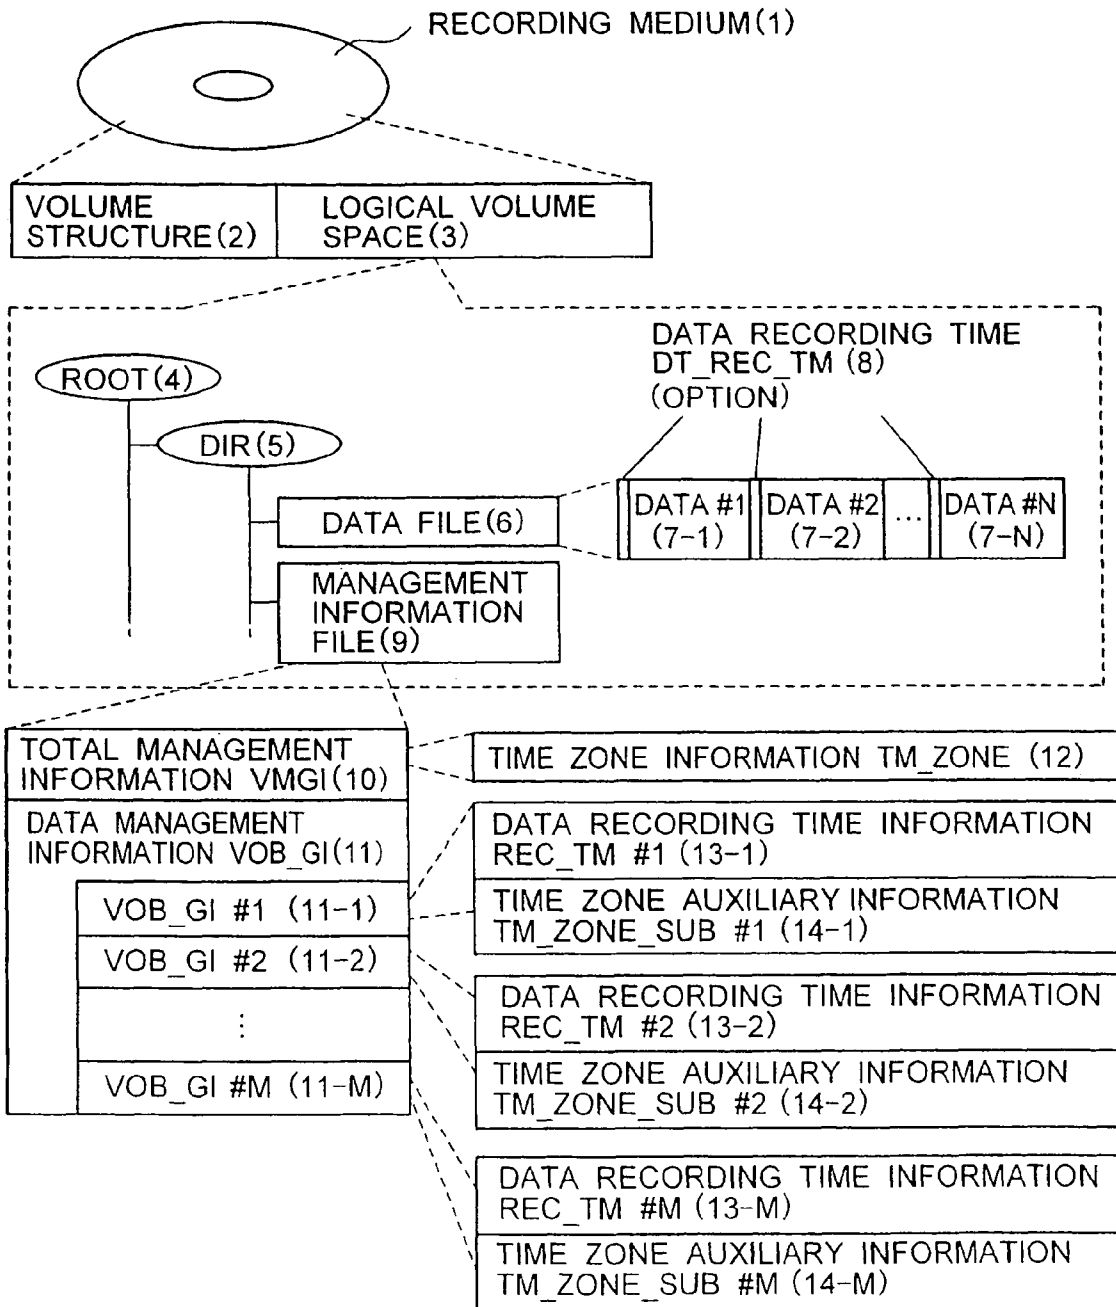 RECORDING MEDIUM(1)
VOLUME
STRUCTURE(2)
LOGICAL VOLUME
SPACE(3)
ROOT(4)
DIR(5)
DATA FILE(6)
MANAGEMENT
INFORMATION
FILE(9)
DATA RECORDING TIME
DT_REC_TM (8)
(OPTION)
DATA #1
(7-1)
DATA #2
(7-2)
...
DATA #N
(7-N)
TOTAL MANAGEMENT
INFORMATION VMGI(10)
TIME ZONE INFORMATION TM_ZONE (12)
DATA MANAGEMENT
INFORMATION VOB_GI(11)
VOB_GI #1 (11-1)
VOB_GI #2 (11-2)
⋮
VOB_GI #M (11-M)
DATA RECORDING TIME INFORMATION
REC_TM #1 (13-1)
TIME ZONE AUXILIARY INFORMATION
TM_ZONE_SUB #1 (14-1)
DATA RECORDING TIME INFORMATION
REC_TM #2 (13-2)
TIME ZONE AUXILIARY INFORMATION
TM_ZONE_SUB #2 (14-2)
DATA RECORDING TIME INFORMATION
REC_TM #M (13-M)
TIME ZONE AUXILIARY INFORMATION
TM_ZONE_SUB #M (14-M)